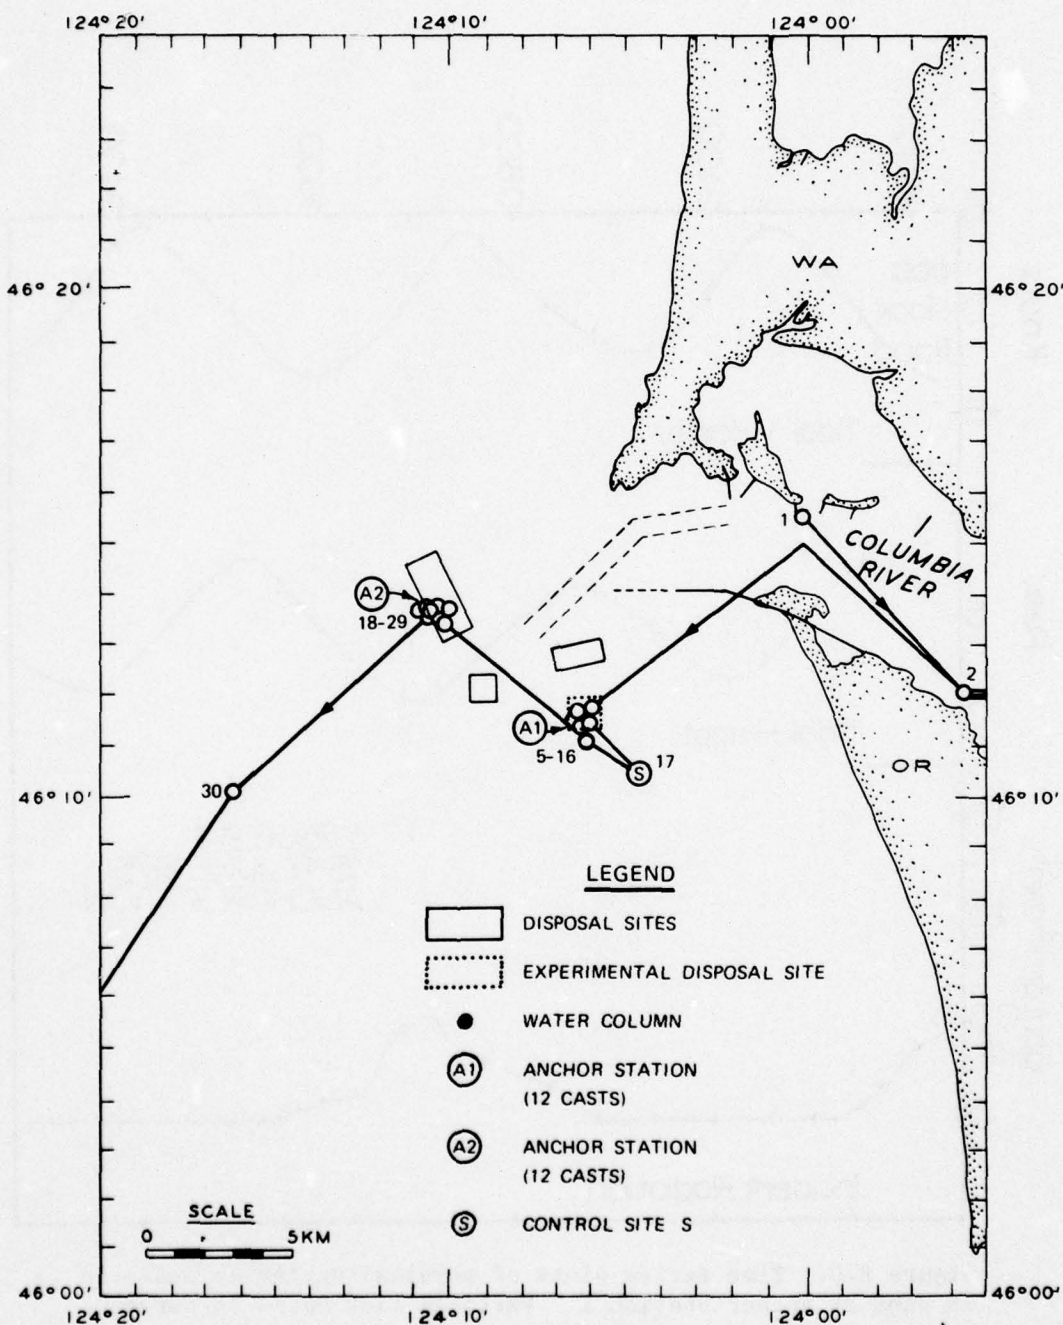 124° 20'
124° 10'
124° 00'
WA
46° 20'
46° 20'
1
COLUMBIA
RIVER
A2
18-29
2
A1
5-16
17
S
OR
30
46° 10'
46° 10'
LEGEND
DISPOSAL SITES
EXPERIMENTAL DISPOSAL SITE
WATER COLUMN
A1
ANCHOR STATION
(12 CASTS)
A2
ANCHOR STATION
(12 CASTS)
SCALE
0
5 KM
S
CONTROL SITE S
46° 00'
46° 00'
124° 20'
124° 10'
124° 00'